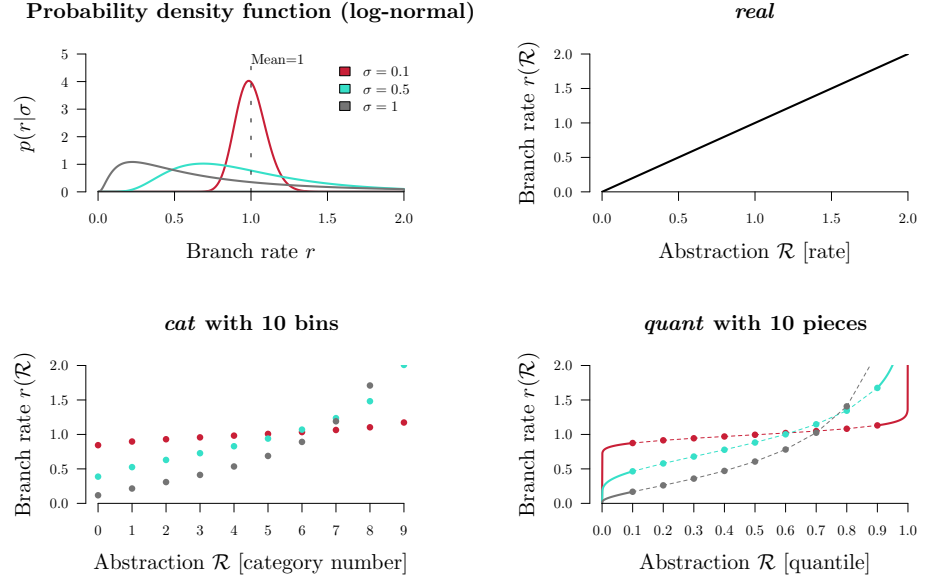 Probability density function (log-normal)
p(r|σ)
5
4
3
2
1
0
Mean=1
σ = 0.1
σ = 0.5
σ = 1
0.0 0.5 1.0 1.5 2.0
Branch rate r
real
Branch rate r(ℛ)
2.0
1.5
1.0
0.5
0.0
0.0 0.5 1.0 1.5 2.0
Abstraction ℛ [rate]
cat with 10 bins
Branch rate r(ℛ)
2.0
1.5
1.0
0.5
0.0
0 1 2 3 4 5 6 7 8 9
Abstraction ℛ [category number]
quant with 10 pieces
Branch rate r(ℛ)
2.0
1.5
1.0
0.5
0.0
0.0 0.1 0.2 0.3 0.4 0.5 0.6 0.7 0.8 0.9 1.0
Abstraction ℛ [quantile]